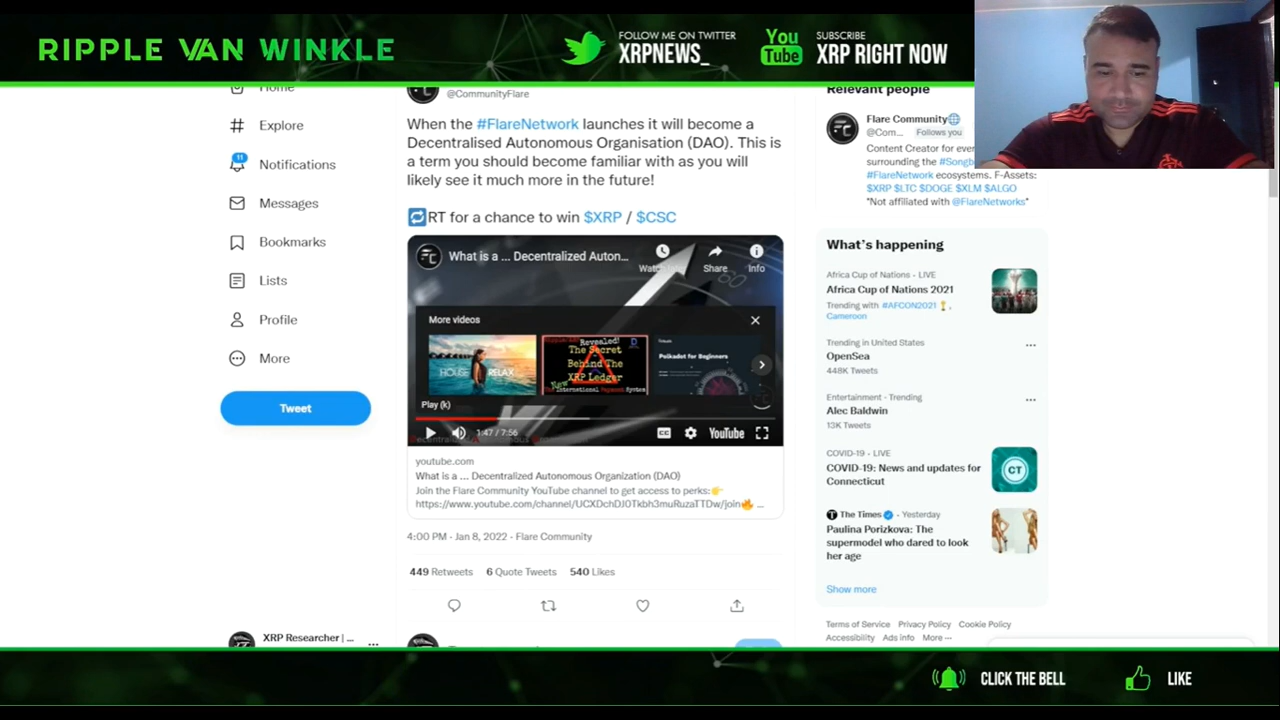 RIPPLE VAN WINKLE
FOLLOW ME ON TWITTER
XRPNEWS_
You
Tube
SUBSCRIBE
XRP RIGHT NOW
Home
Explore
11
Notifications
Messages
Bookmarks
Lists
Profile
More
Tweet
XRP Researcher | ...
@CommunityFlare
When the #FlareNetwork launches it will become a
Decentralised Autonomous Organisation (DAO). This is
a term you should become familiar with as you will
likely see it much more in the future!
RT for a chance to win $XRP / $CSC
What is a ... Decentralized Auton...
Share
Info
More videos
THE HOUSE RELAX
Revealed!
The Secret
Behind The
XRP Ledger
Polkadot for Beginners
Play (k)
1:47 / 7:56
CC
YouTube
youtube.com
What is a ... Decentralized Autonomous Organization (DAO)
Join the Flare Community YouTube channel to get access to perks:
https://www.youtube.com/channel/UCXDchDJ0Tkbh3muRuzaTTDw/join ...
4:00 PM · Jan 8, 2022 · Flare Community
449 Retweets 6 Quote Tweets 540 Likes
Relevant people
Flare Community
@Com... Follows you
Content Creator for ever
surrounding the #Songb
#FlareNetwork ecosystems. F-Assets:
$XRP $LTC $DOGE $XLM $ALGO
*Not affiliated with @FlareNetworks*
What's happening
Africa Cup of Nations · LIVE
Africa Cup of Nations 2021
Trending with #AFCON2021 ,
Cameroon
Trending in United States
OpenSea
448K Tweets
Entertainment · Trending
Alec Baldwin
13K Tweets
COVID-19 · LIVE
COVID-19: News and updates for
Connecticut
CT
The Times · Yesterday
Paulina Porizkova: The
supermodel who dared to look
her age
Show more
Terms of Service Privacy Policy Cookie Policy
Accessibility Ads info More ...
CLICK THE BELL
LIKE